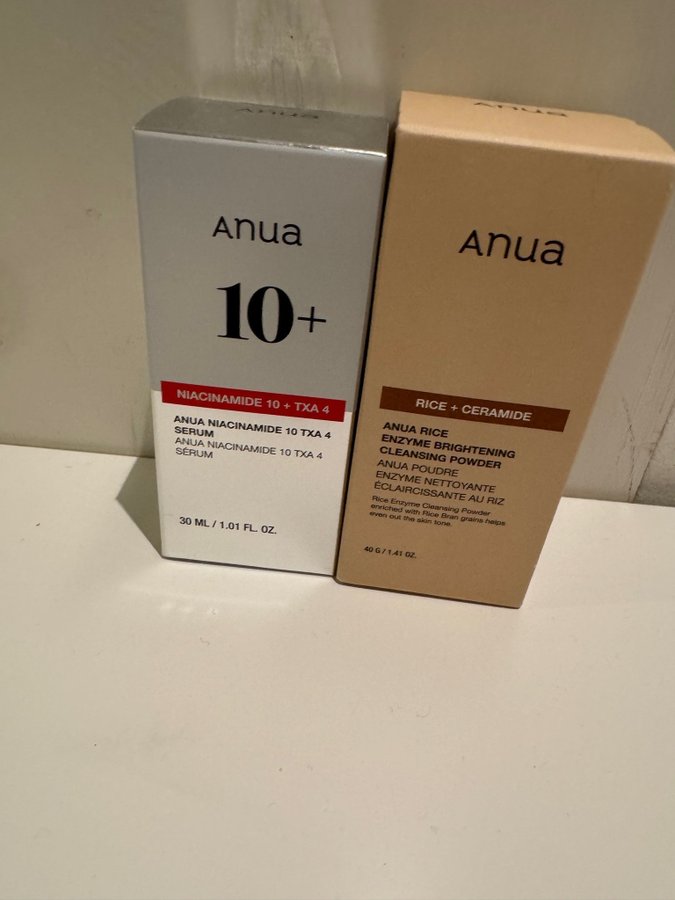 Anua
Anua
10+
NIACINAMIDE 10 + TXA 4
ANUA NIACINAMIDE 10 TXA 4
SERUM
ANUA NIACINAMIDE 10 TXA 4
SÉRUM
30 ML / 1.01 FL. OZ.
Anua
Anua
RICE + CERAMIDE
ANUA RICE
ENZYME BRIGHTENING
CLEANSING POWDER
ANUA POUDRE
ENZYME NETTOYANTE
ÉCLAIRCISSANTE AU RIZ
Rice Enzyme Cleansing Powder
enriched with Rice Bran grains helps
even out the skin tone.
40 G / 1.41 OZ.